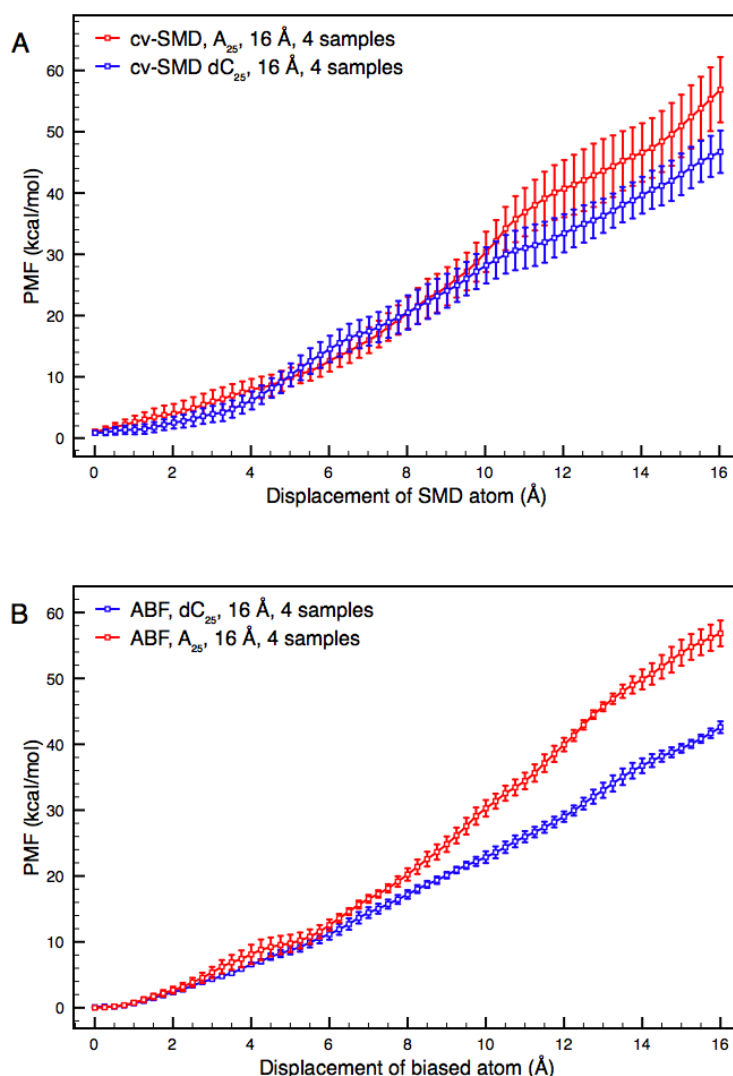 A
cv-SMD, A25, 16 Å, 4 samples
cv-SMD dC25, 16 Å, 4 samples
60
50
40
30
20
10
0
PMF (kcal/mol)
0 2 4 6 8 10 12 14 16
Displacement of SMD atom (Å)
B
ABF, dC25, 16 Å, 4 samples
ABF, A25, 16 Å, 4 samples
60
50
40
30
20
10
0
PMF (kcal/mol)
0 2 4 6 8 10 12 14 16
Displacement of biased atom (Å)